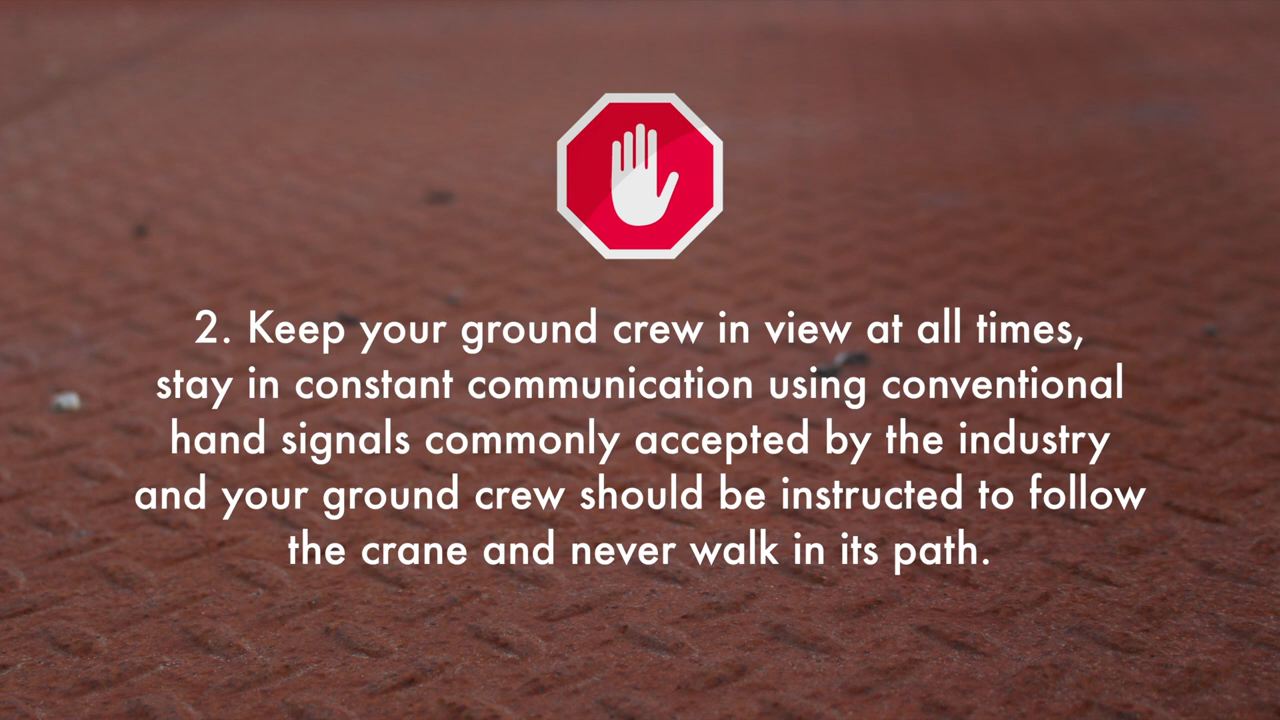 2. Keep your ground crew in view at all times,
stay in constant communication using conventional
hand signals commonly accepted by the industry
and your ground crew should be instructed to follow
the crane and never walk in its path.